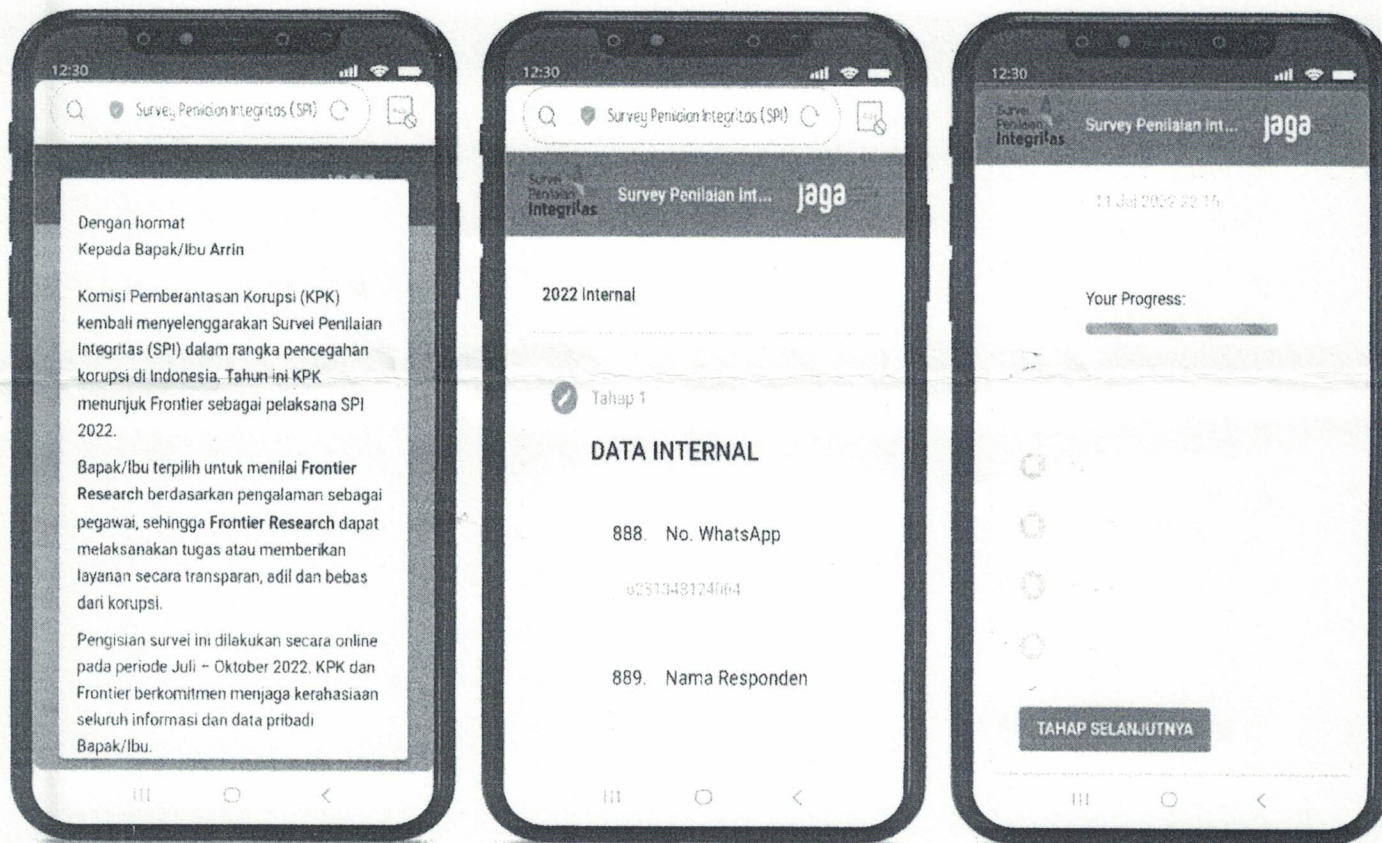 12:30
Survey Penilaian Integritas (SPI)
Dengan hormat
Kepada Bapak/Ibu Arrin
Komisi Pemberantasan Korupsi (KPK)
kembali menyelenggarakan Survei Penilaian
Integritas (SPI) dalam rangka pencegahan
korupsi di Indonesia. Tahun ini KPK
menunjuk Frontier sebagai pelaksana SPI
2022.
Bapak/Ibu terpilih untuk menilai Frontier
Research berdasarkan pengalaman sebagai
pegawai, sehingga Frontier Research dapat
melaksanakan tugas atau memberikan
layanan secara transparan, adil dan bebas
dari korupsi.
Pengisian survei ini dilakukan secara online
pada periode Juli – Oktober 2022. KPK dan
Frontier berkomitmen menjaga kerahasiaan
seluruh informasi dan data pribadi
Bapak/Ibu.
12:30
Survey Penilaian Integritas (SPI)
Survei
Penilaian
Integritas
Survey Penilaian Int...
jaga
2022 Internal
Tahap 1
DATA INTERNAL
888. No. WhatsApp
889. Nama Responden
12:30
Survei
Penilaian
Integritas
Survey Penilaian Int...
jaga
11 Jul 2022
Your Progress:
TAHAP SELANJUTNYA